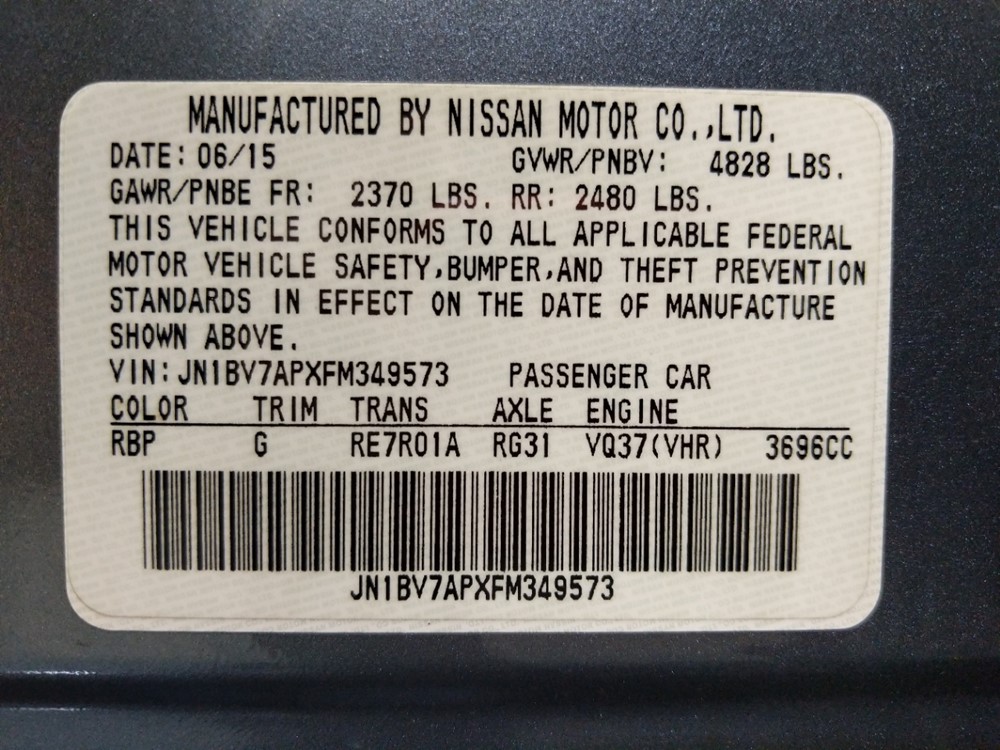 MANUFACTURED BY NISSAN MOTOR CO.,LTD.
DATE: 06/15 GVWR/PNBV: 4828 LBS.
GAWR/PNBE FR: 2370 LBS. RR: 2480 LBS.
THIS VEHICLE CONFORMS TO ALL APPLICABLE FEDERAL
MOTOR VEHICLE SAFETY,BUMPER,AND THEFT PREVENTION
STANDARDS IN EFFECT ON THE DATE OF MANUFACTURE
SHOWN ABOVE.
VIN:JN1BV7APXFM349573 PASSENGER CAR
COLOR TRIM TRANS AXLE ENGINE
RBP G RE7R01A RG31 VQ37(VHR) 3696CC
JN1BV7APXFM349573